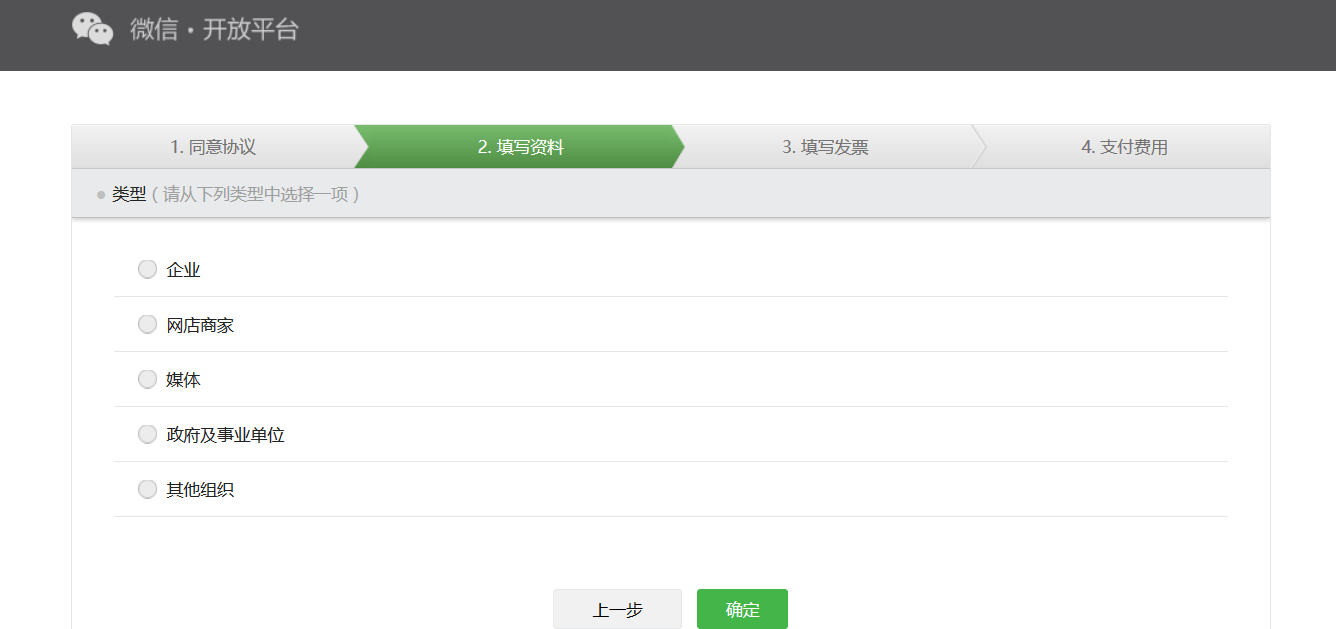 微信·开放平台
1. 同意协议 2. 填写资料 3. 填写发票 4. 支付费用
类型 ( 请从下列类型中选择一项 )
企业
网店商家
媒体
政府及事业单位
其他组织
上一步 确定